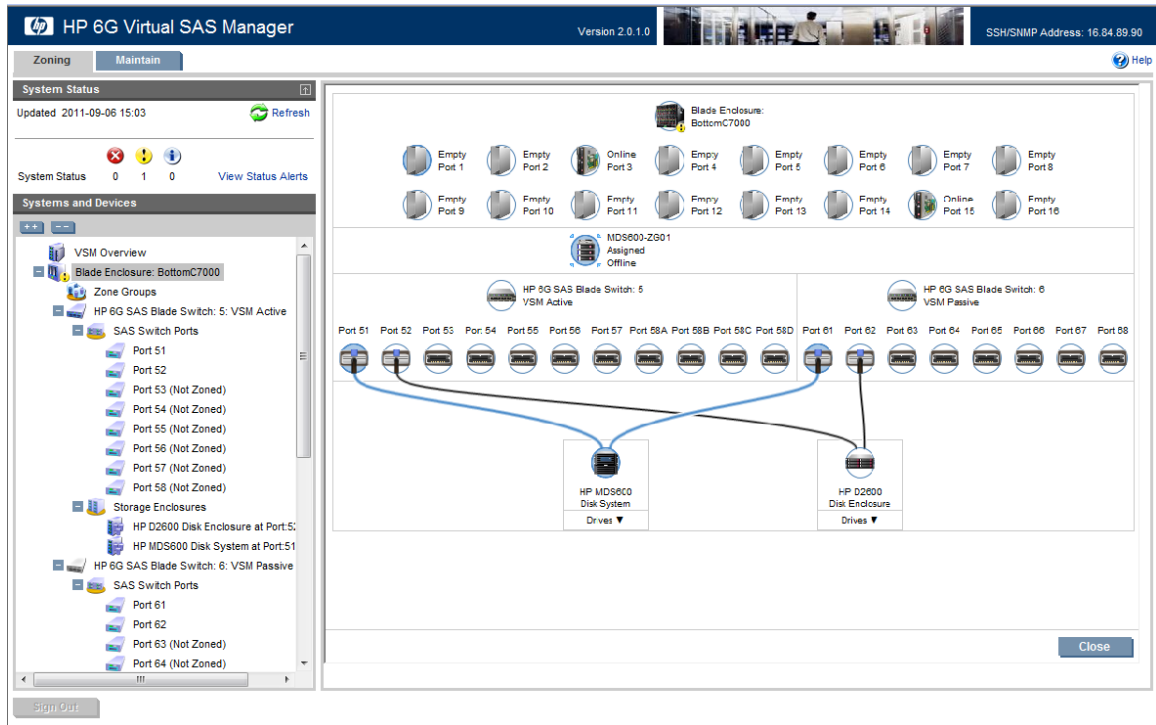 hp HP 6G Virtual SAS Manager
Version 2.0.1.0
SSH/SNMP Address: 16.84.89.90
Zoning
Maintain
Help
System Status
Updated 2011-09-06 15:03
Refresh
System Status 0 1 0 View Status Alerts
Systems and Devices
++ --
VSM Overview
Blade Enclosure: BottomC7000
Zone Groups
HP 6G SAS Blade Switch: 5: VSM Active
SAS Switch Ports
Port 51
Port 52
Port 53 (Not Zoned)
Port 54 (Not Zoned)
Port 55 (Not Zoned)
Port 56 (Not Zoned)
Port 57 (Not Zoned)
Port 58 (Not Zoned)
Storage Enclosures
HP D2600 Disk Enclosure at Port:52
HP MDS600 Disk System at Port:51
HP 6G SAS Blade Switch: 6: VSM Passive
SAS Switch Ports
Port 61
Port 62
Port 63 (Not Zoned)
Port 64 (Not Zoned)
Sign Out
Blade Enclosure:
BottomC7000
Empty Empty Online Empty Empty Empty Empty Empty
Port 1 Port 2 Port 3 Port 4 Port 5 Port 6 Port 7 Port 8
Empty Empty Empty Empty Empty Empty Online Empty
Port 9 Port 10 Port 11 Port 12 Port 13 Port 14 Port 15 Port 16
MDS600-ZG01
Assigned
Offline
HP 6G SAS Blade Switch: 5
VSM Active
HP 6G SAS Blade Switch: 6
VSM Passive
Port 51 Port 52 Port 53 Port 54 Port 55 Port 56 Port 57 Port 58A Port 58B Port 58C Port 58D Port 61 Port 62 Port 63 Port 64 Port 65 Port 66 Port 67 Port 68
HP MDS600
Disk System
Drives ▼
HP D2600
Disk Enclosure
Drives ▼
Close